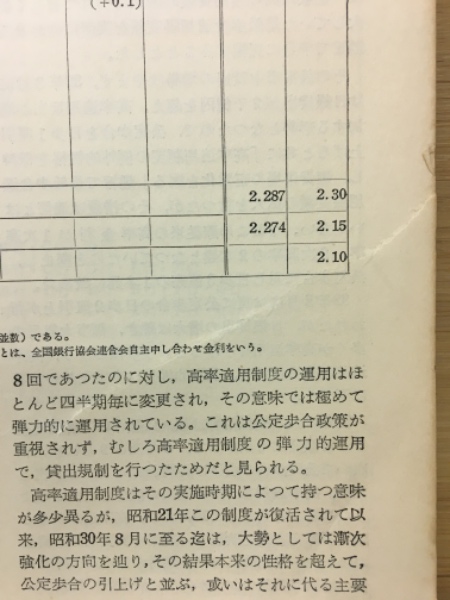 (+0.1)
2.287 2.30
2.274 2.15
2.10
並数）である。
とは、全国銀行協会連合会自主申し合わせ金利をいう。
8回であつたのに対し，高率適用制度の運用はほ
とんど四半期毎に変更され，その意味では極めて
弾力的に運用されている。これは公定歩合政策が
重視されず，むしろ高率適用制度の弾力的運用
で，貸出規制を行つたためだと見られる。
高率適用制度はその実施時期によつて持つ意味
が多少異るが，昭和21年この制度が復活されて以
来，昭和30年8月に至る迄は，大勢としては漸次
強化の方向を辿り，その結果本来の性格を超えて，
公定歩合の引上げと並ぶ，或いはそれに代る主要